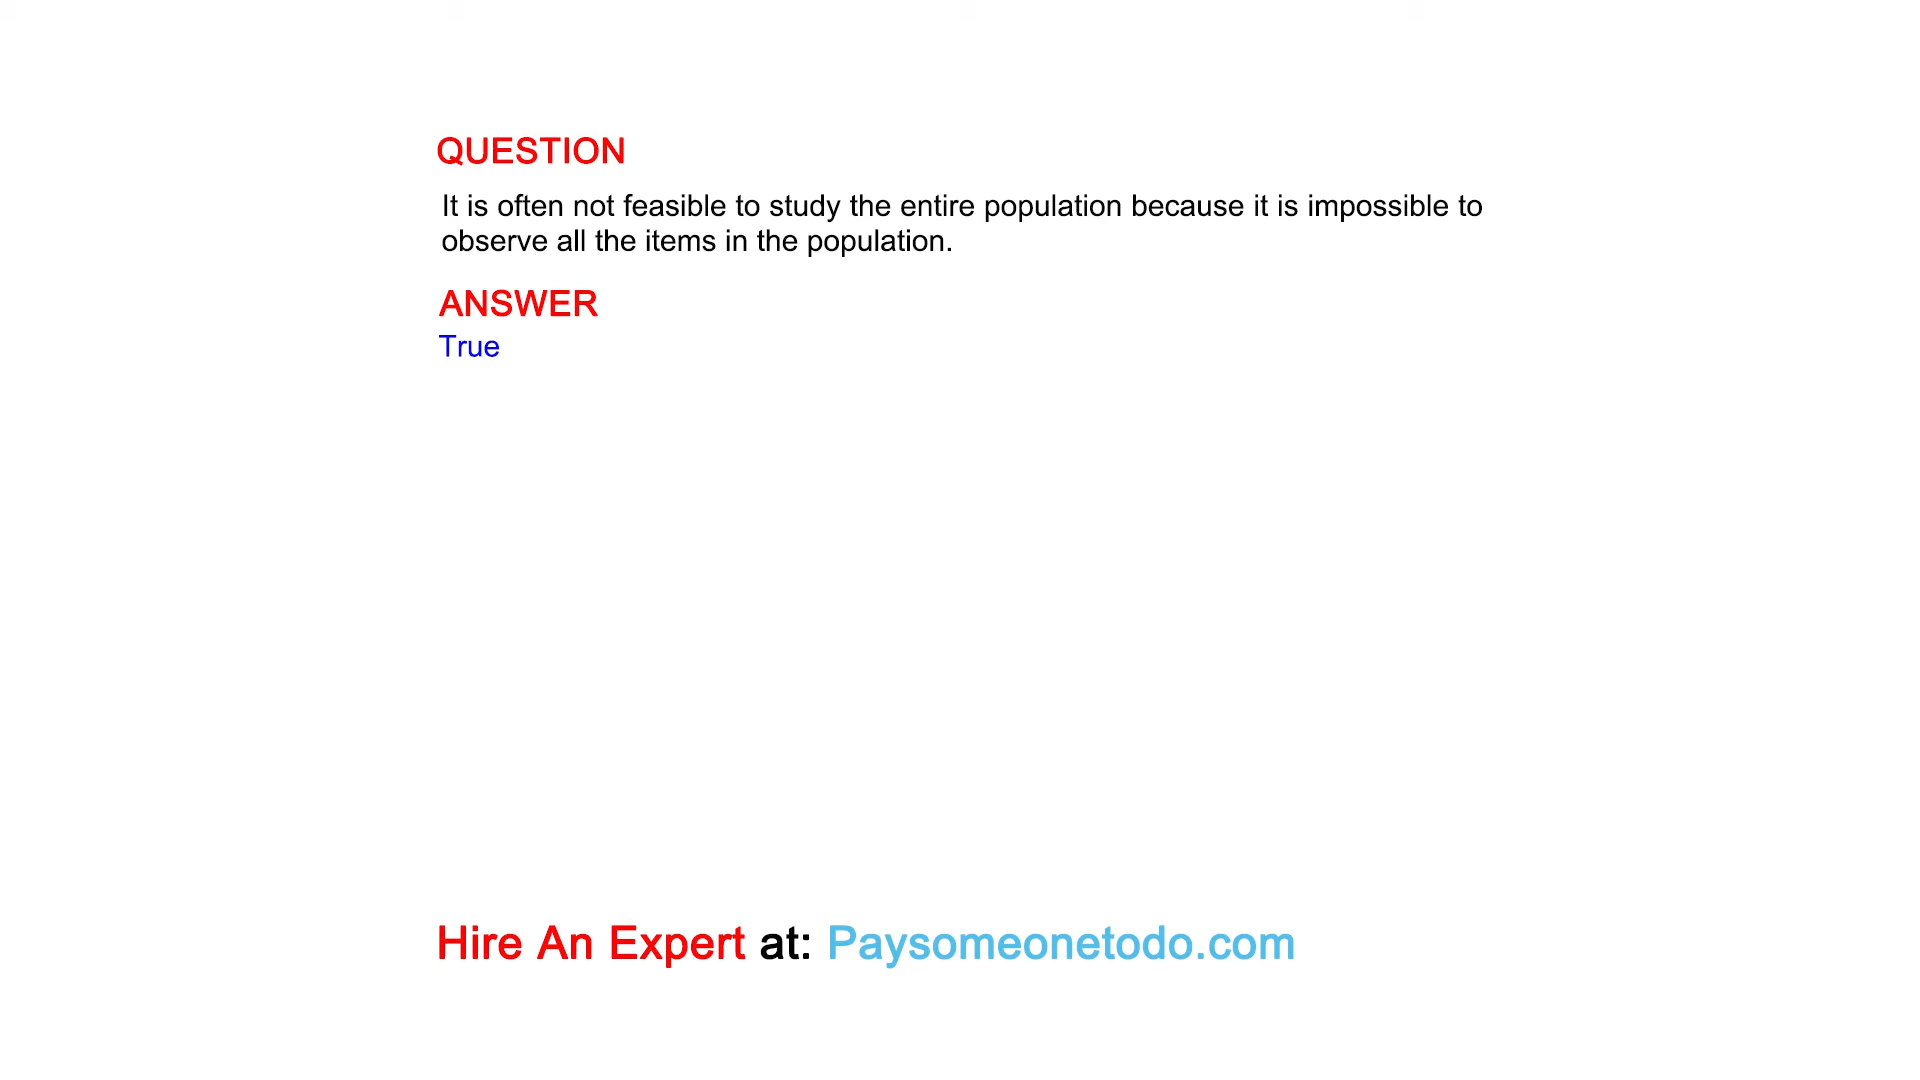 QUESTION
It is often not feasible to study the entire population because it is impossible to
observe all the items in the population.
ANSWER
True
Hire An Expert at: Paysomeonetodo.com